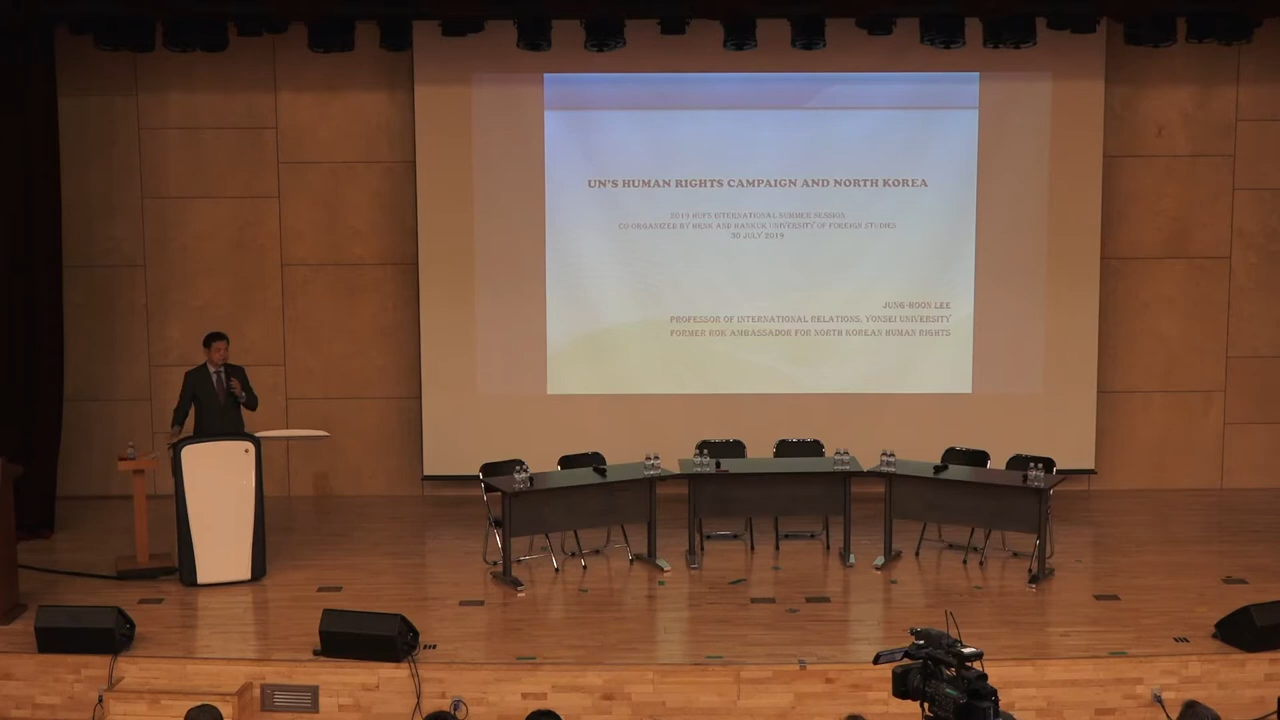 UN'S HUMAN RIGHTS CAMPAIGN AND NORTH KOREA
2019 HUFS INTERNATIONAL SUMMER SESSION
CO-ORGANIZED BY HRNK AND HANKUK UNIVERSITY OF FOREIGN STUDIES
30 JULY 2019
JUNG-HOON LEE
PROFESSOR OF INTERNATIONAL RELATIONS, YONSEI UNIVERSITY
FORMER ROK AMBASSADOR FOR NORTH KOREAN HUMAN RIGHTS